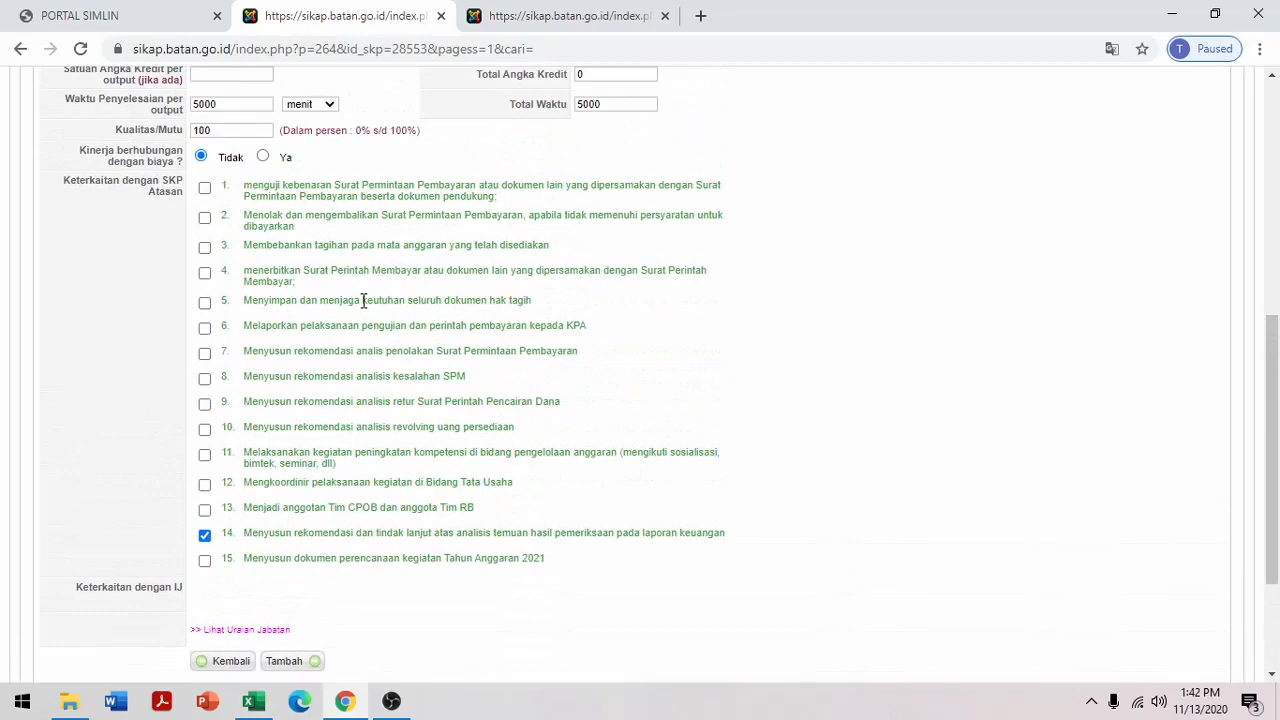 PORTAL SIMLIN
https://sikap.batan.go.id/index.ph
https://sikap.batan.go.id/index.ph
sikap.batan.go.id/index.php?p=264&id_skp=28553&pagess=1&cari=
T Paused
Satuan Angka Kredit per
output (jika ada)
Total Angka Kredit
0
Waktu Penyelesaian per
output
5000
menit
Total Waktu
5000
Kualitas/Mutu
100
(Dalam persen : 0% s/d 100%)
Kinerja berhubungan
dengan biaya ?
Tidak
Ya
Keterkaitan dengan SKP
Atasan
1. menguji kebenaran Surat Permintaan Pembayaran atau dokumen lain yang dipersamakan dengan Surat
Permintaan Pembayaran beserta dokumen pendukung;
2. Menolak dan mengembalikan Surat Permintaan Pembayaran, apabila tidak memenuhi persyaratan untuk
dibayarkan
3. Membebankan tagihan pada mata anggaran yang telah disediakan
4. menerbitkan Surat Perintah Membayar atau dokumen lain yang dipersamakan dengan Surat Perintah
Membayar;
5. Menyimpan dan menjaga keutuhan seluruh dokumen hak tagih
6. Melaporkan pelaksanaan pengujian dan perintah pembayaran kepada KPA
7. Menyusun rekomendasi analis penolakan Surat Permintaan Pembayaran
8. Menyusun rekomendasi analisis kesalahan SPM
9. Menyusun rekomendasi analisis retur Surat Perintah Pencairan Dana
10. Menyusun rekomendasi analisis revolving uang persediaan
11. Melaksanakan kegiatan peningkatan kompetensi di bidang pengelolaan anggaran (mengikuti sosialisasi,
bimtek, seminar, dll)
12. Mengkoordinir pelaksanaan kegiatan di Bidang Tata Usaha
13. Menjadi anggotan Tim CPOB dan anggota Tim RB
14. Menyusun rekomendasi dan tindak lanjut atas analisis temuan hasil pemeriksaan pada laporan keuangan
15. Menyusun dokumen perencanaan kegiatan Tahun Anggaran 2021
Keterkaitan dengan IJ
>> Lihat Uraian Jabatan
Kembali
Tambah
1:42 PM
11/13/2020
3